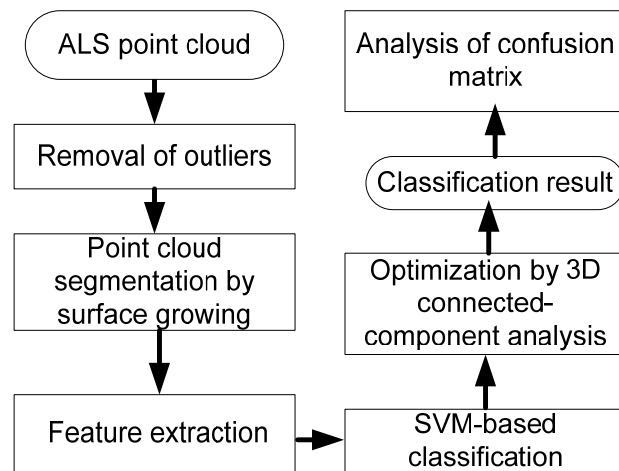 ALS point cloud
Removal of outliers
Point cloud
segmentation by
surface growing
Feature extraction
SVM-based
classification
Optimization by 3D
connected-
component analysis
Classification result
Analysis of confusion
matrix